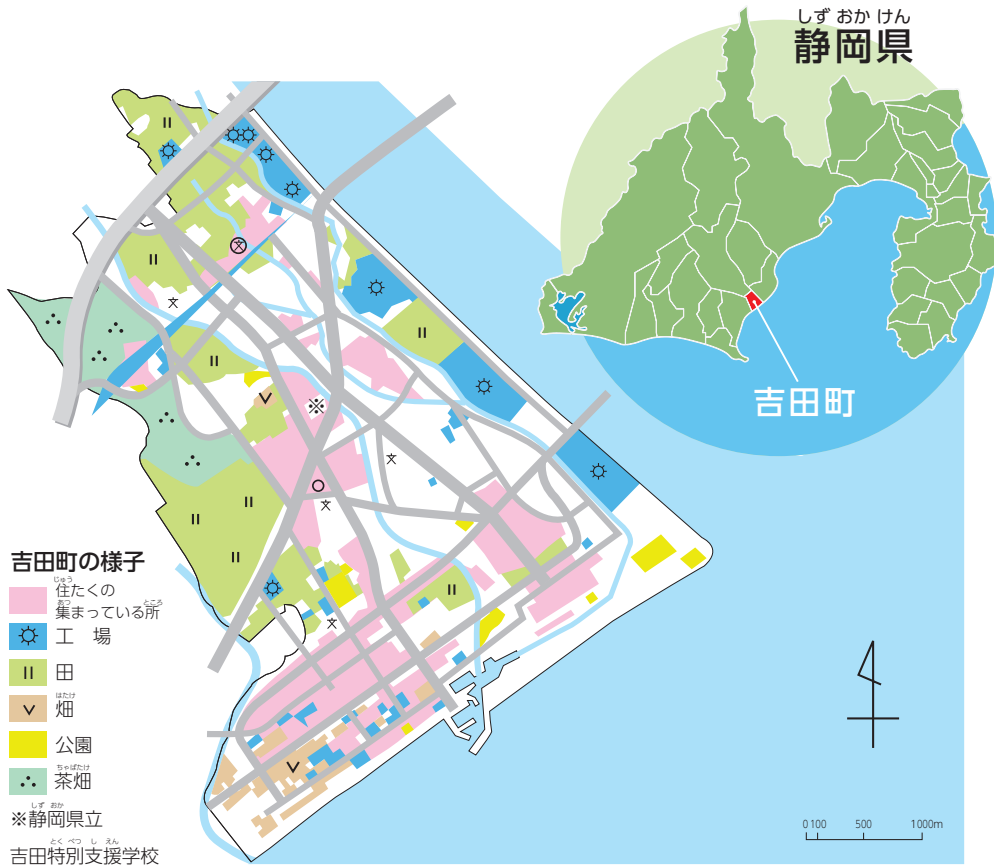 しず おか けん
静岡県
吉田町
吉田町の様子
じゅう
住たくの
あつ ところ
集まっている所
工 場
田
はたけ
畑
公園
ちゃばたけ
茶畑
しず おか
※静岡県立
とく べつ し えん
吉田特別支援学校
※
0 100 500 1000m